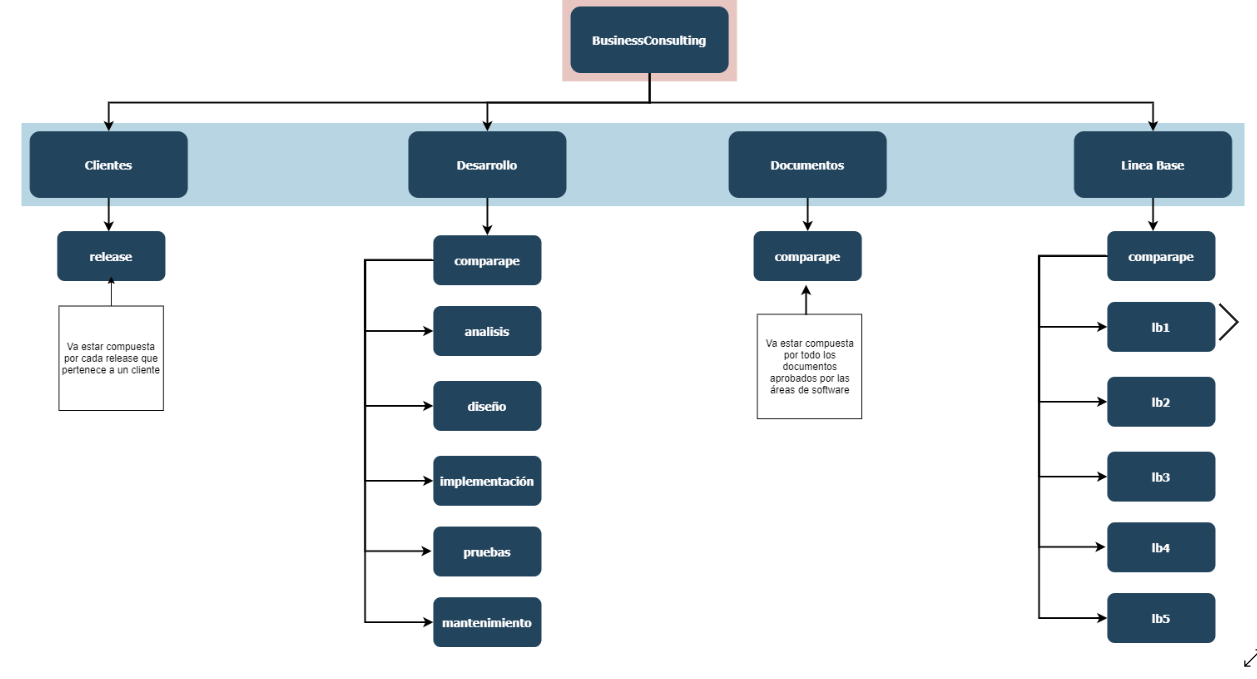 BusinessConsulting
Clientes
Desarrollo
Documentos
Linea Base
release
comparape
comparape
comparape
Va estar compuesta
por cada release que
pertenece a un cliente
analisis
diseño
implementación
pruebas
mantenimiento
Va estar compuesta
por todo los
documentos
aprobados por las
áreas de software
lb1
lb2
lb3
lb4
lb5